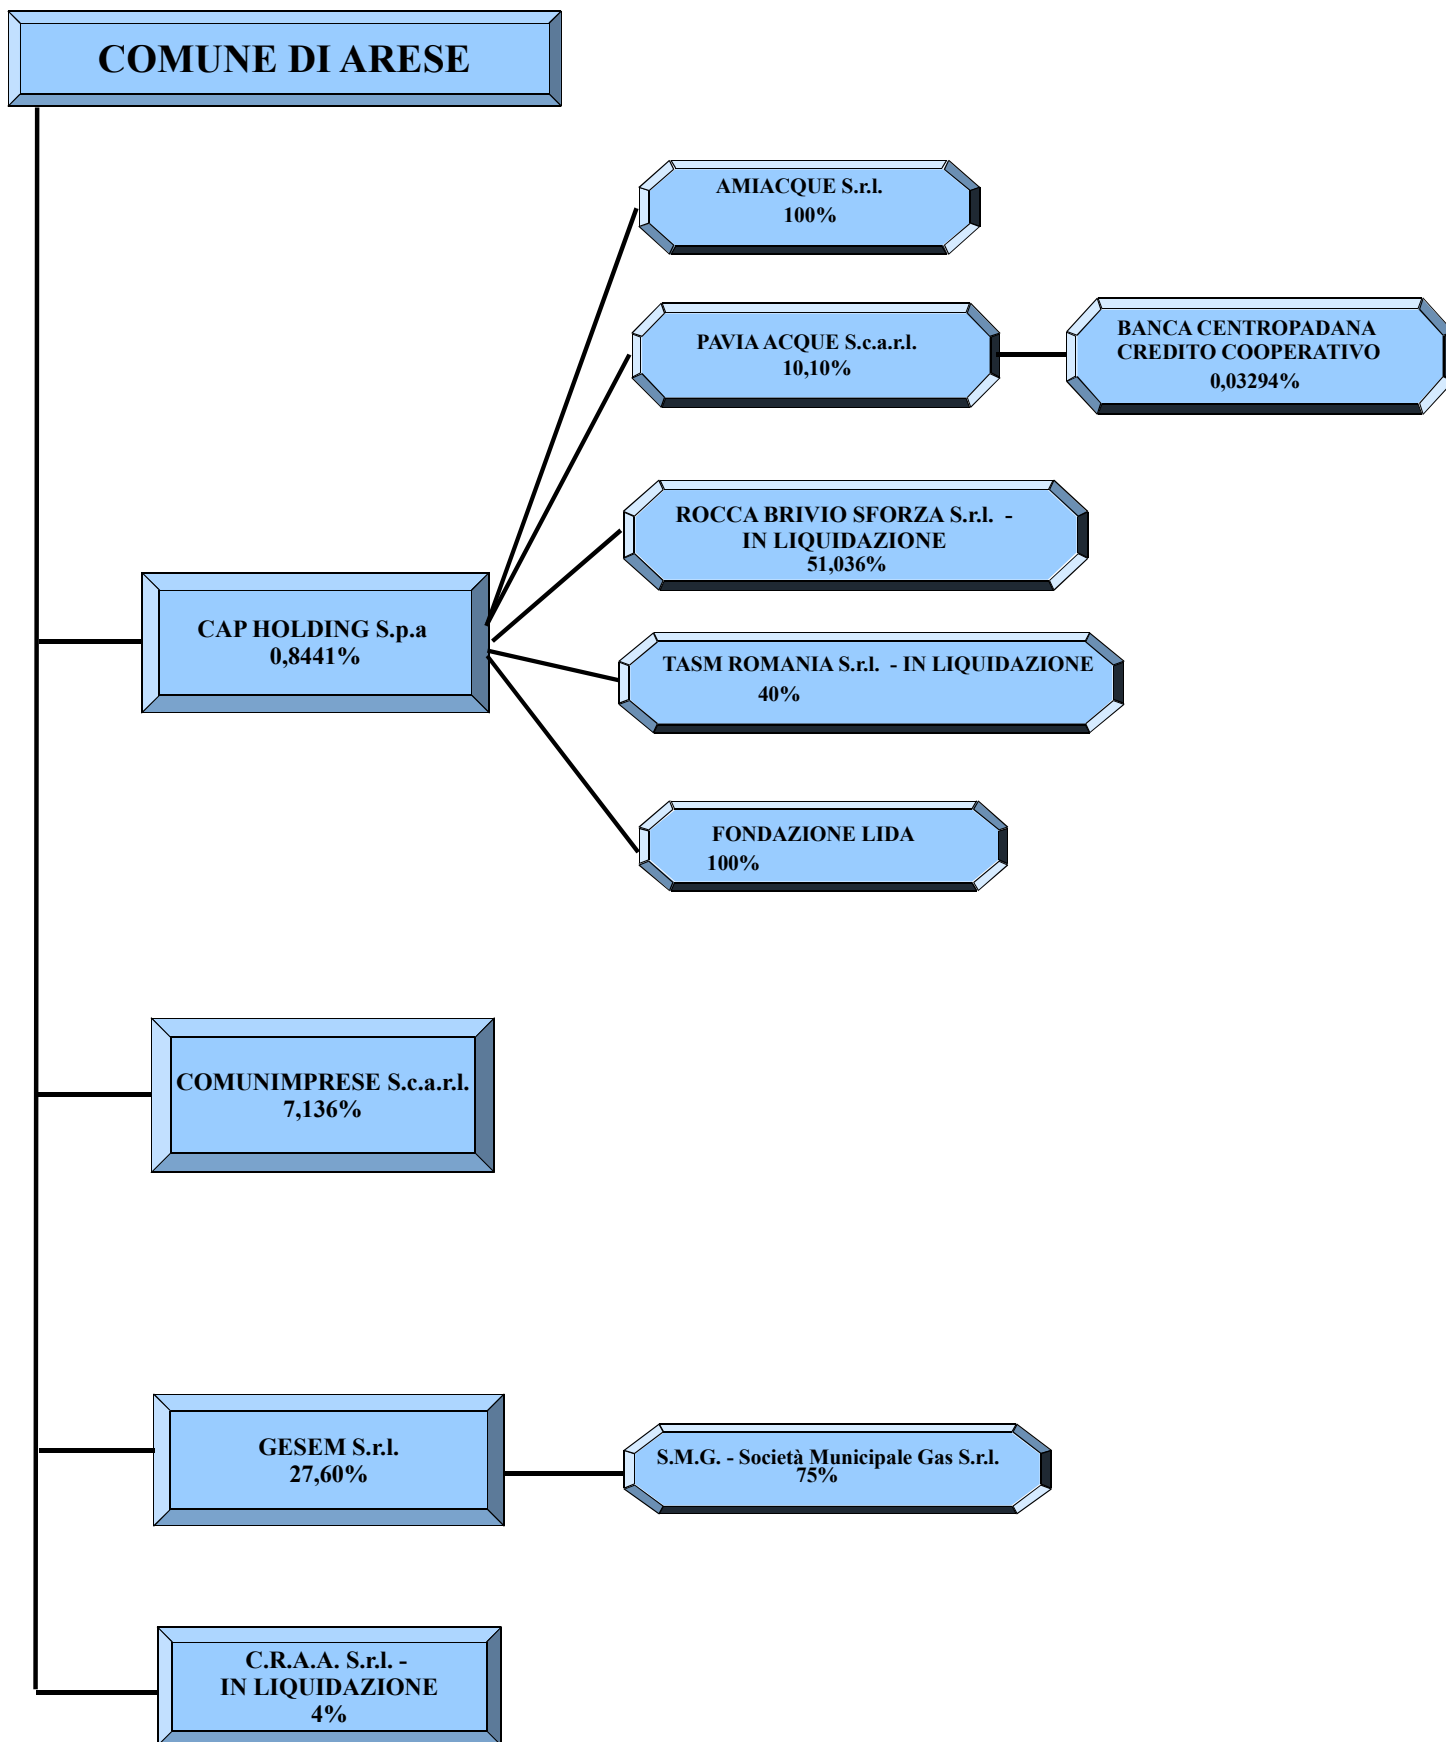 COMUNE DI ARESE
AMIACQUE S.r.l.
100%
PAVIA ACQUE S.c.a.r.l.
10,10%
BANCA CENTROPADANA
CREDITO COOPERATIVO
0,03294%
ROCCA BRIVIO SFORZA S.r.l. -
IN LIQUIDAZIONE
51,036%
CAP HOLDING S.p.a
0,8441%
TASM ROMANIA S.r.l. - IN LIQUIDAZIONE
40%
FONDAZIONE LIDA
100%
COMUNIMPRESE S.c.a.r.l.
7,136%
GESEM S.r.l.
27,60%
S.M.G. - Società Municipale Gas S.r.l.
75%
C.R.A.A. S.r.l. -
IN LIQUIDAZIONE
4%